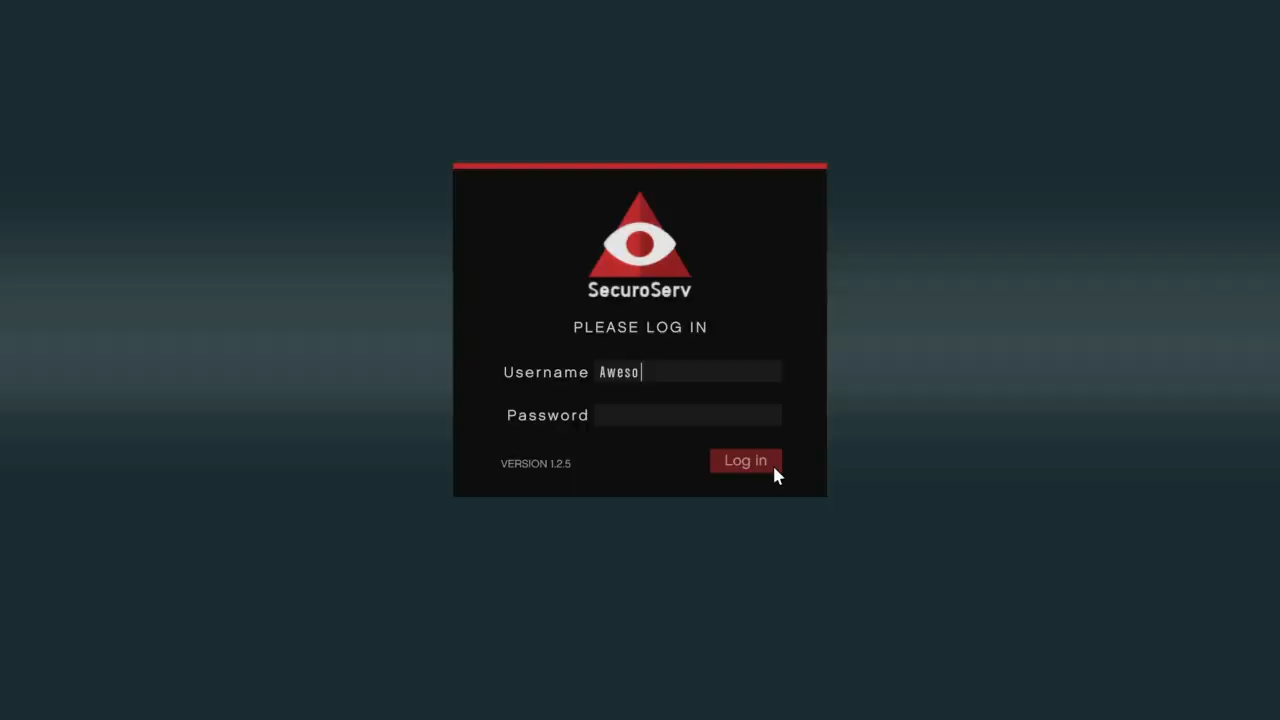 SecuroServ
PLEASE LOG IN
Username Aweso
Password
VERSION 1.2.5 Log in